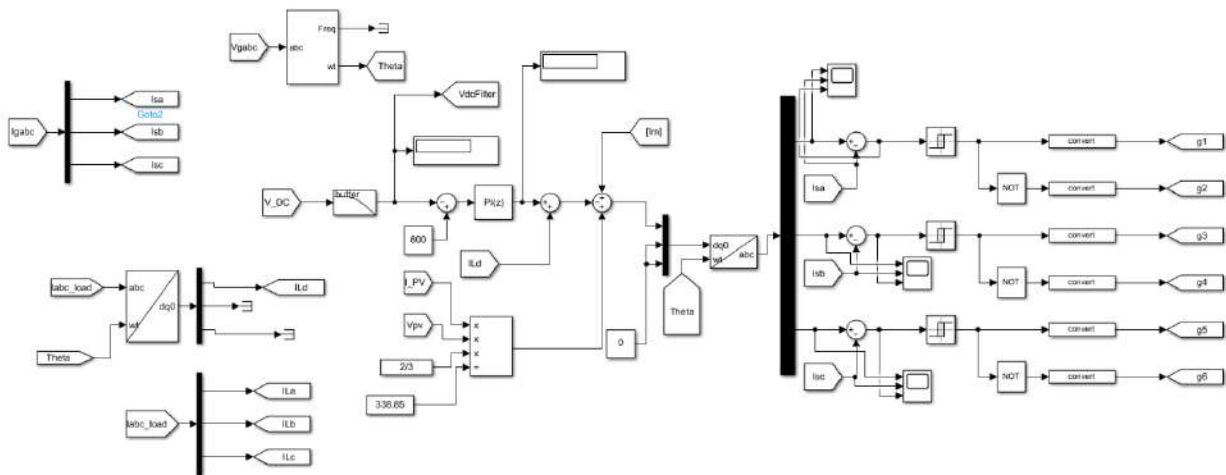 Freq
Vgabc
abc
wt
Theta
Igabc
Isa
Goto2
Isb
Isc
VdcFilter
[Im]
V_DC
butter
PI(z)
800
ILd
I_PV
Vpv
2/3
338.85
x
x
x
÷
0
Theta
dq0
wt
abc
Iabc_load
abc
dq0
ILd
Theta
wt
Iabc_load
ILa
ILb
ILc
Isa
convert
g1
NOT
convert
g2
Isb
convert
g3
NOT
convert
g4
Isc
convert
g5
NOT
convert
g6